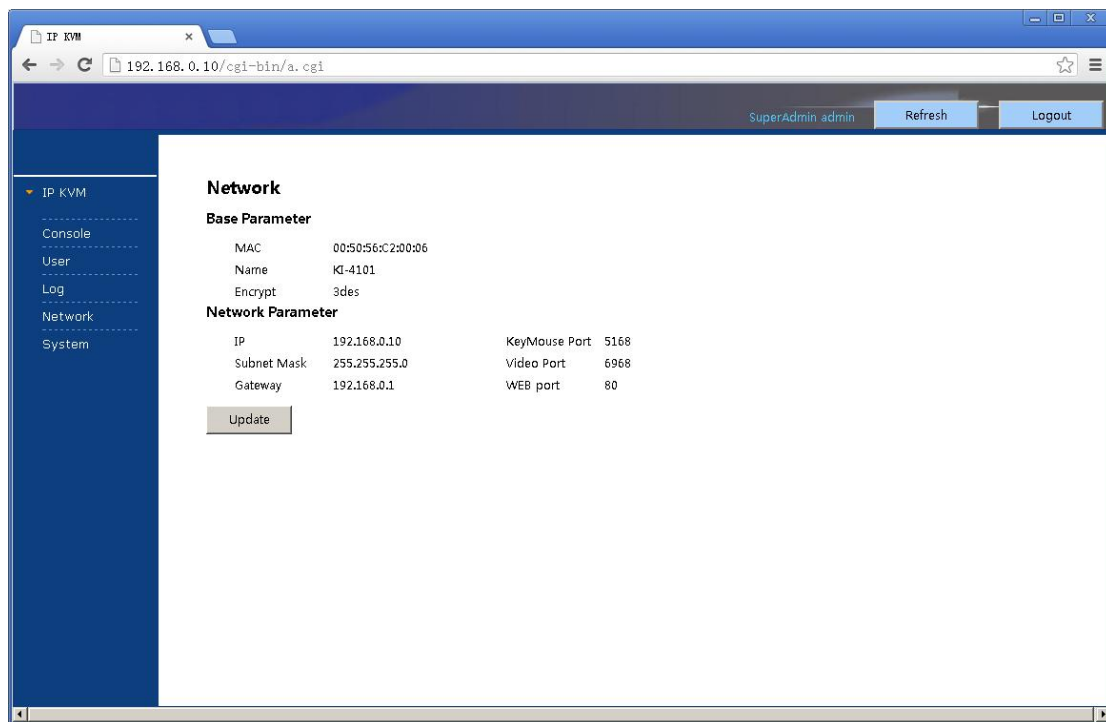 IP KVM
192.168.0.10/cgi-bin/a.cgi
SuperAdmin admin Refresh Logout
IP KVM
Console
User
Log
Network
System
Network
Base Parameter
MAC 00:50:56:C2:00:06
Name KI-4101
Encrypt 3des
Network Parameter
IP 192.168.0.10 KeyMouse Port 5168
Subnet Mask 255.255.255.0 Video Port 6968
Gateway 192.168.0.1 WEB port 80
Update